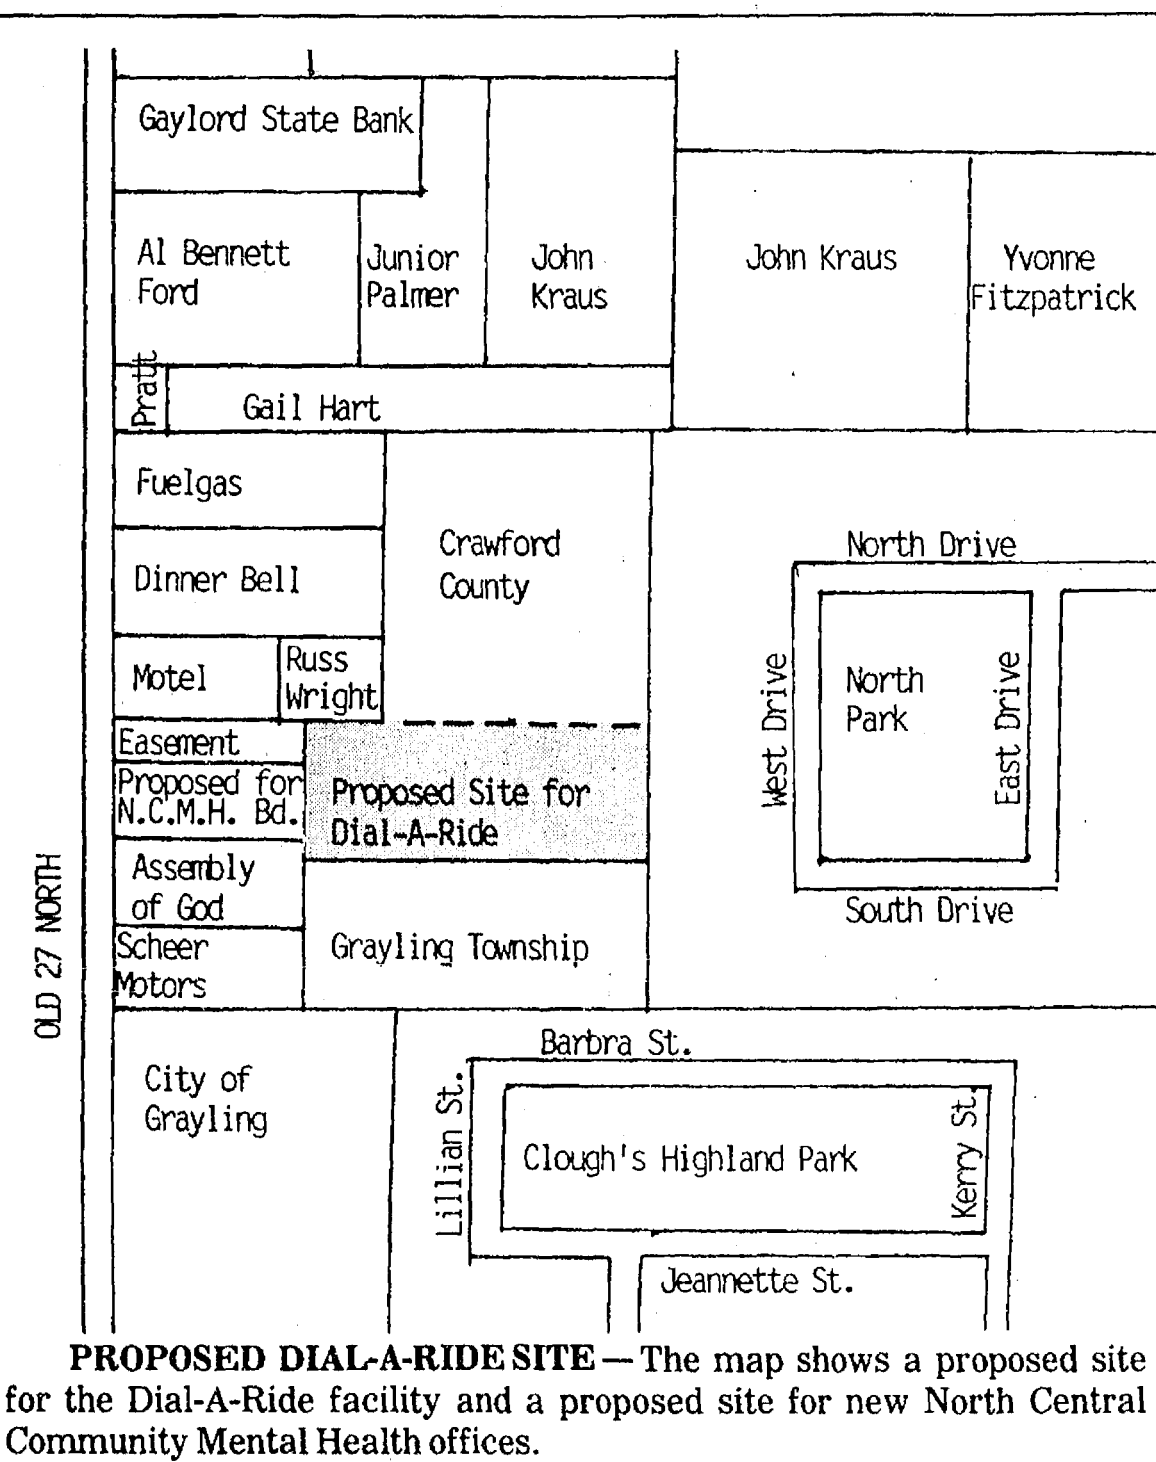 Gaylord State Bank
Al Bennett
Ford
Junior
Palmer
John
Kraus
John Kraus
Yvonne
Fitzpatrick
Pratt
Gail Hart
Fuelgas
Crawford
County
Dinner Bell
North Drive
Motel
Russ
Wright
West Drive
North
Park
East Drive
Easement
Proposed for
N.C.M.H. Bd.
Proposed Site for
Dial-A-Ride
Assembly
of God
South Drive
OLD 27 NORTH
Scheer
Motors
Grayling Township
Barbra St.
City of
Grayling
Lillian St.
Clough's Highland Park
Kerry St.
Jeannette St.
PROPOSED DIAL-A-RIDE SITE — The map shows a proposed site
for the Dial-A-Ride facility and a proposed site for new North Central
Community Mental Health offices.